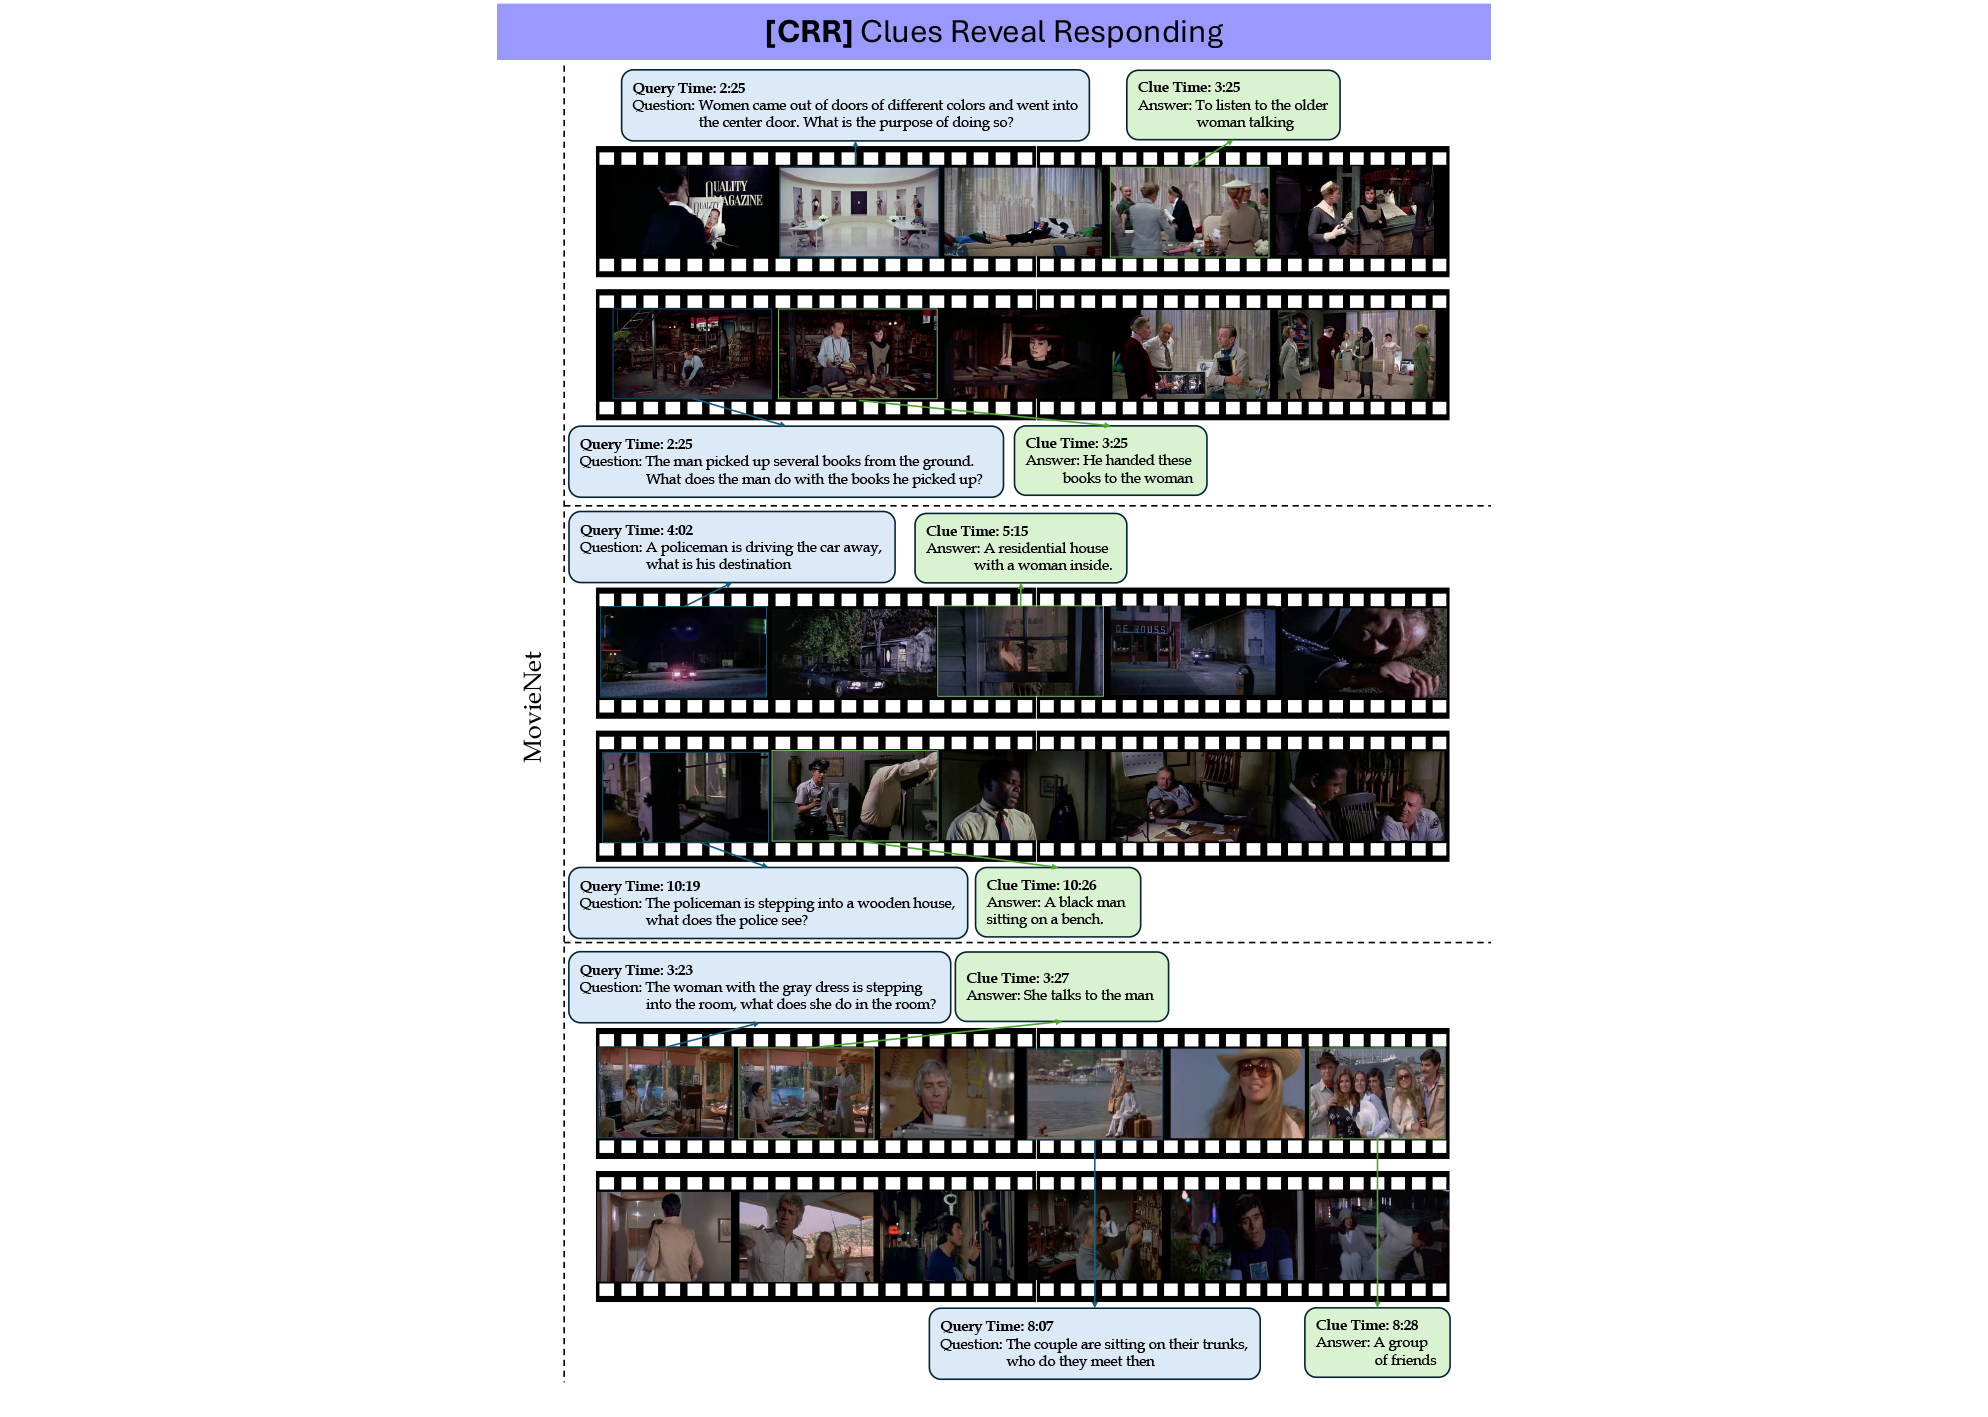 [CRR] Clues Reveal Responding
Query Time: 2:25
Question: Women came out of doors of different colors and went into
the center door. What is the purpose of doing so?
Clue Time: 3:25
Answer: To listen to the older
woman talking
QUALITY
MAGAZINE
QUALITY
Query Time: 2:25
Question: The man picked up several books from the ground.
What does the man do with the books he picked up?
Clue Time: 3:25
Answer: He handed these
books to the woman
MovieNet
Query Time: 4:02
Question: A policeman is driving the car away,
what is his destination
Clue Time: 5:15
Answer: A residential house
with a woman inside.
DE ROUSS
Query Time: 10:19
Question: The policeman is stepping into a wooden house,
what does the police see?
Clue Time: 10:26
Answer: A black man
sitting on a bench.
Query Time: 3:23
Question: The woman with the gray dress is stepping
into the room, what does she do in the room?
Clue Time: 3:27
Answer: She talks to the man
Query Time: 8:07
Question: The couple are sitting on their trunks,
who do they meet then
Clue Time: 8:28
Answer: A group
of friends